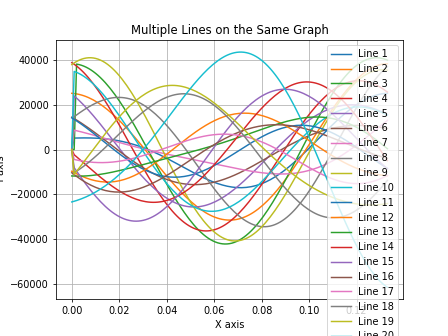 Multiple Lines on the Same Graph
40000
20000
0
−20000
−40000
−60000
0.00
0.02
0.04
0.06
0.08
0.10
X axis
Line 1
Line 2
Line 3
Line 4
Line 5
Line 6
Line 7
Line 8
Line 9
Line 10
Line 11
Line 12
Line 13
Line 14
Line 15
Line 16
Line 17
Line 18
Line 19
Line 20